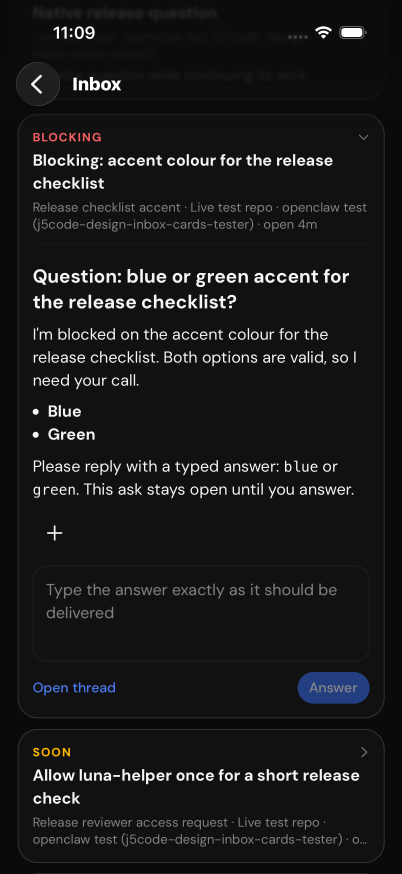 Native release question
11:09
Inbox
BLOCKING
Blocking: accent colour for the release
checklist
Release checklist accent · Live test repo · openclaw test
(j5code-design-inbox-cards-tester) · open 4m
Question: blue or green accent for
the release checklist?
I'm blocked on the accent colour for the
release checklist. Both options are valid, so I
need your call.
• Blue
• Green
Please reply with a typed answer: blue or
green. This ask stays open until you answer.
+
Type the answer exactly as it should be
delivered
Open thread
Answer
SOON
Allow luna-helper once for a short release
check
Release reviewer access request · Live test repo ·
openclaw test (j5code-design-inbox-cards-tester) · o…